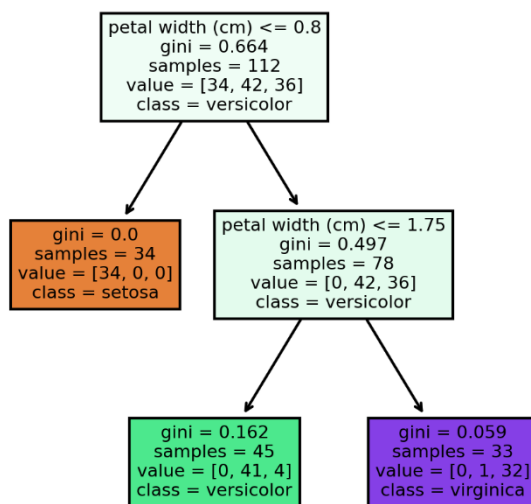 petal width (cm) <= 0.8
gini = 0.664
samples = 112
value = [34, 42, 36]
class = versicolor
gini = 0.0
samples = 34
value = [34, 0, 0]
class = setosa
petal width (cm) <= 1.75
gini = 0.497
samples = 78
value = [0, 42, 36]
class = versicolor
gini = 0.162
samples = 45
value = [0, 41, 4]
class = versicolor
gini = 0.059
samples = 33
value = [0, 1, 32]
class = virginica